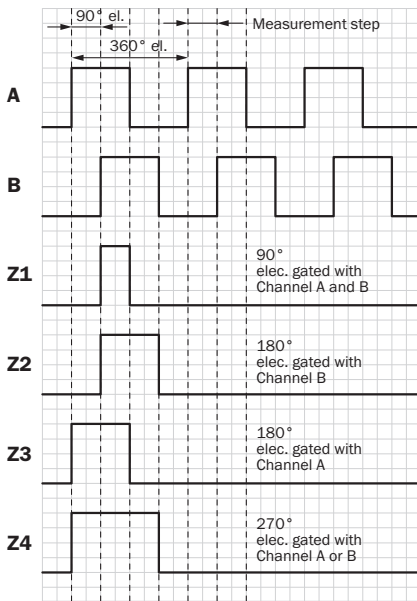 90° el.
Measurement step
360° el.
A
B
Z1
90°
elec. gated with
Channel A and B
Z2
180°
elec. gated with
Channel B
Z3
180°
elec. gated with
Channel A
Z4
270°
elec. gated with
Channel A or B